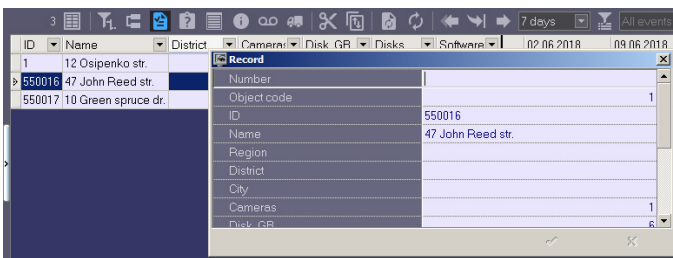 3 7 days All events
ID Name District Cameras Disk, GB Disks Software 02.06.2018 09.06.2018
1 12 Osipenko str.
550016 47 John Reed str.
550017 10 Green spruce dr.
Record
Number
Object code 1
ID 550016
Name 47 John Reed str.
Region
District
City
Cameras 1
Disk, GB 6